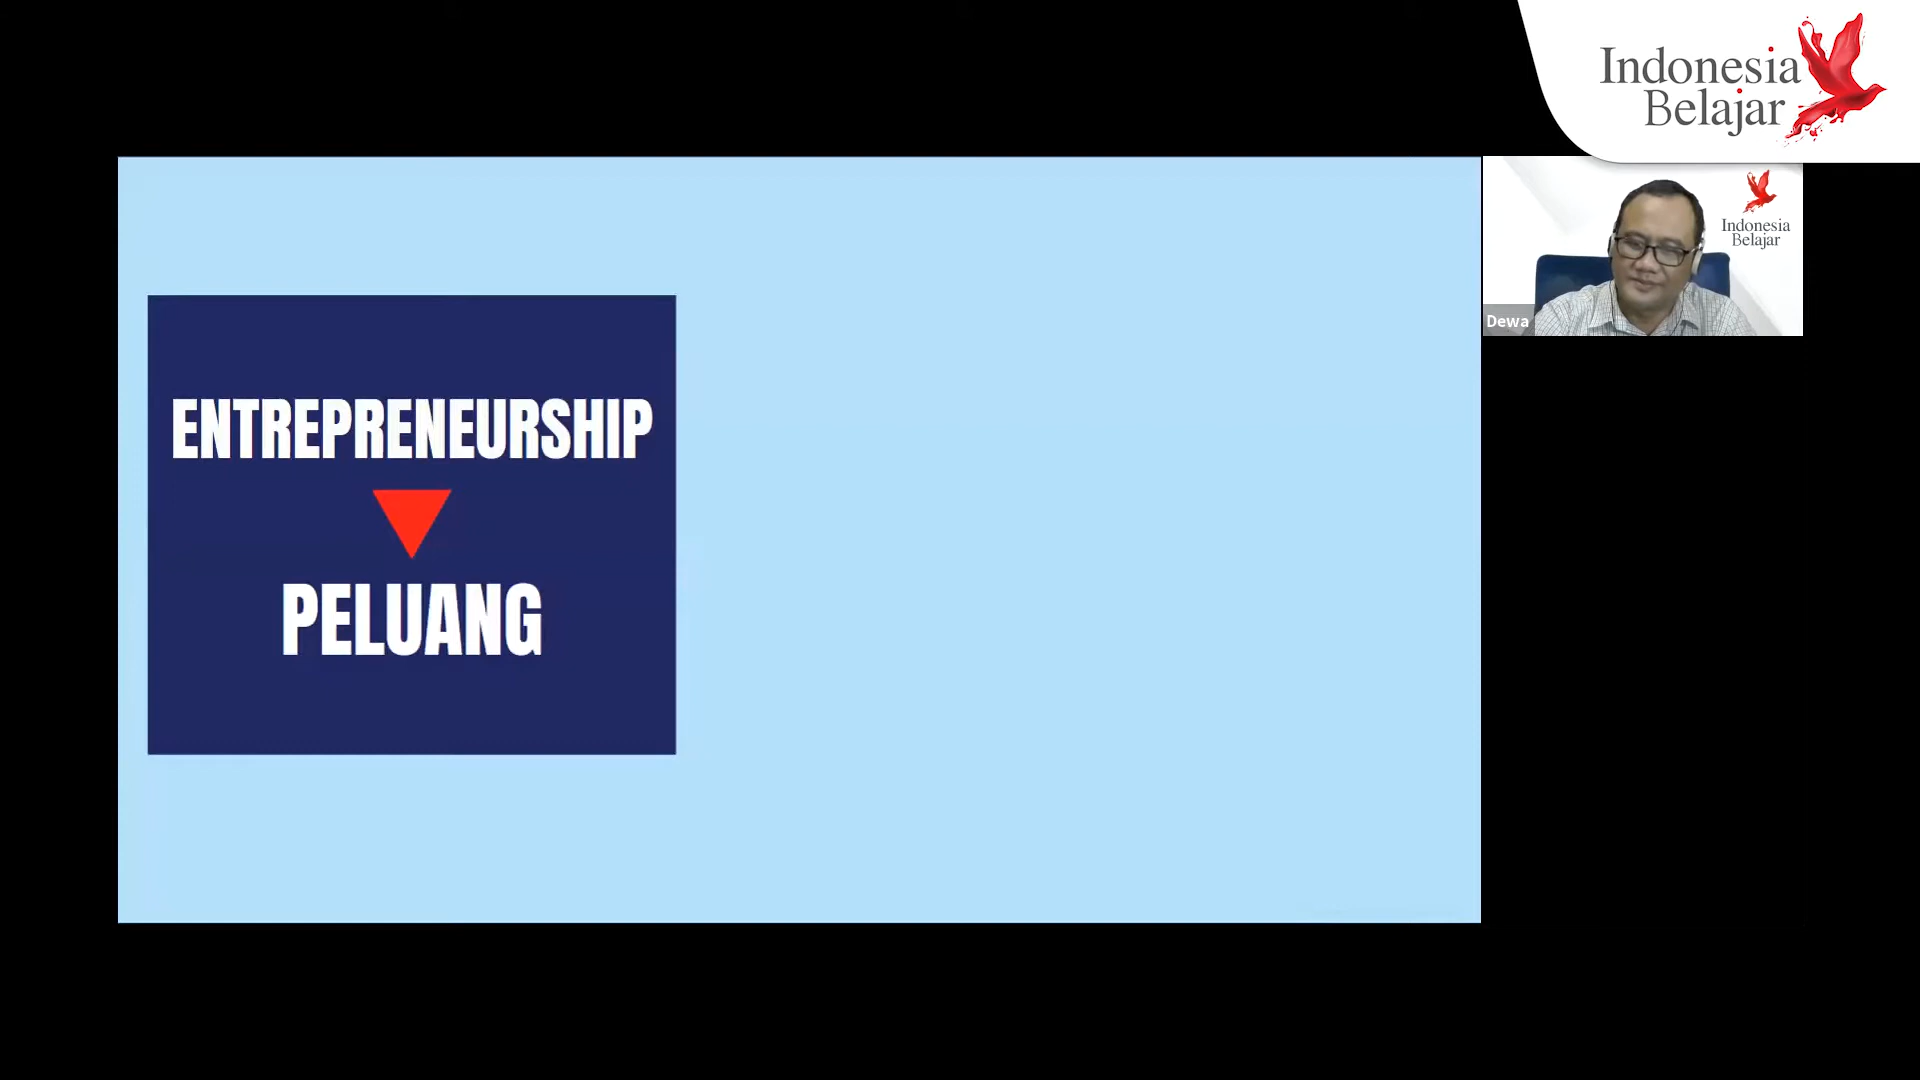 Indonesia
Belajar
Indonesia
Belajar
Dewa
ENTREPRENEURSHIP
PELUANG